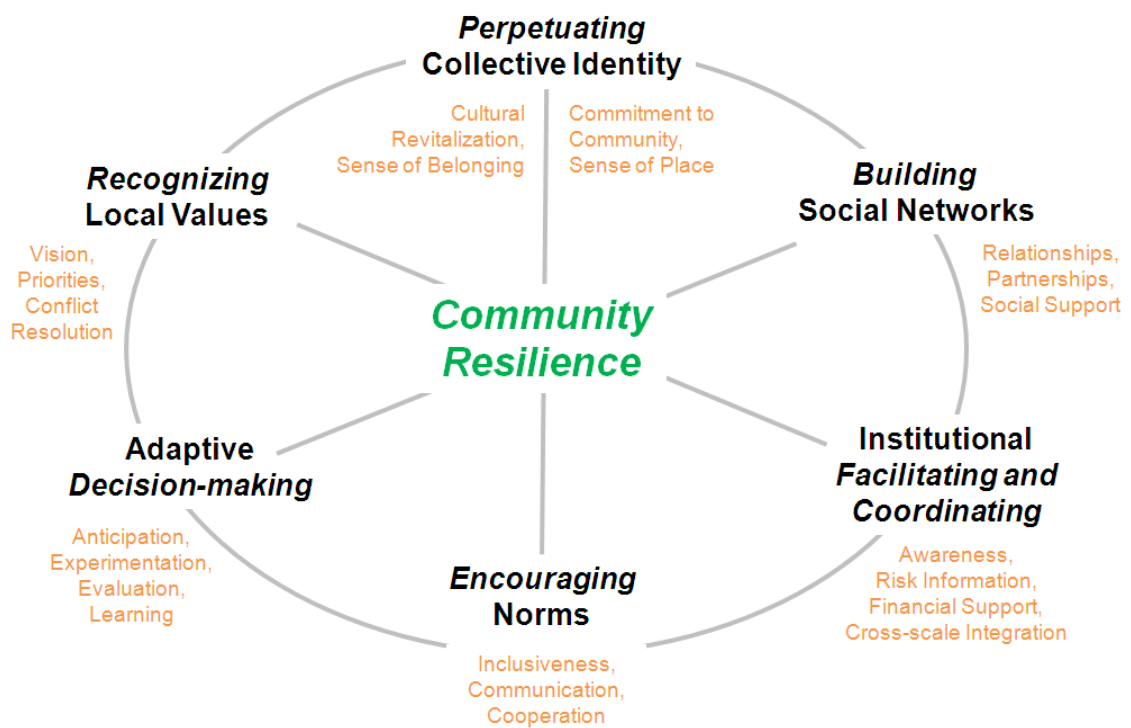 Perpetuating
Collective Identity
Cultural
Revitalization,
Sense of Belonging
Commitment to
Community,
Sense of Place
Recognizing
Local Values
Vision,
Priorities,
Conflict
Resolution
Building
Social Networks
Relationships,
Partnerships,
Social Support
Community
Resilience
Adaptive
Decision-making
Anticipation,
Experimentation,
Evaluation,
Learning
Encouraging
Norms
Inclusiveness,
Communication,
Cooperation
Institutional
Facilitating and
Coordinating
Awareness,
Risk Information,
Financial Support,
Cross-scale Integration